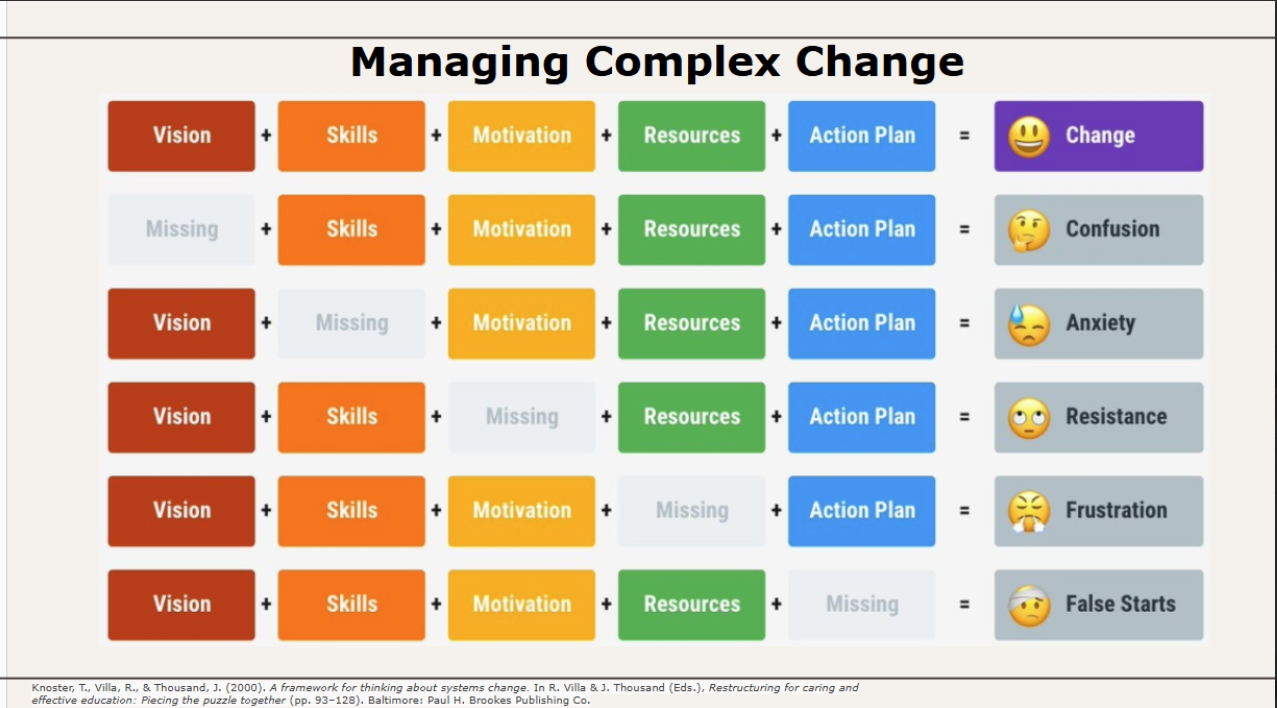 Managing Complex Change
Vision + Skills + Motivation + Resources + Action Plan = Change
Missing + Skills + Motivation + Resources + Action Plan = Confusion
Vision + Missing + Motivation + Resources + Action Plan = Anxiety
Vision + Skills + Missing + Resources + Action Plan = Resistance
Vision + Skills + Motivation + Missing + Action Plan = Frustration
Vision + Skills + Motivation + Resources + Missing = False Starts
Knoster, T., Villa, R., & Thousand, J. (2000). A framework for thinking about systems change. In R. Villa & J. Thousand (Eds.), Restructuring for caring and
effective education: Piecing the puzzle together (pp. 93–128). Baltimore: Paul H. Brookes Publishing Co.